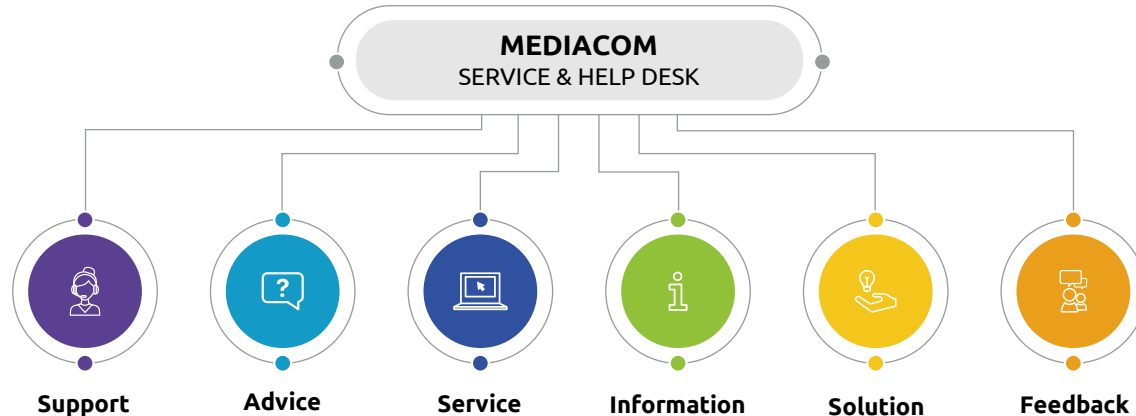 MEDIACOM
SERVICE & HELP DESK
?
i
Support
Advice
Service
Information
Solution
Feedback